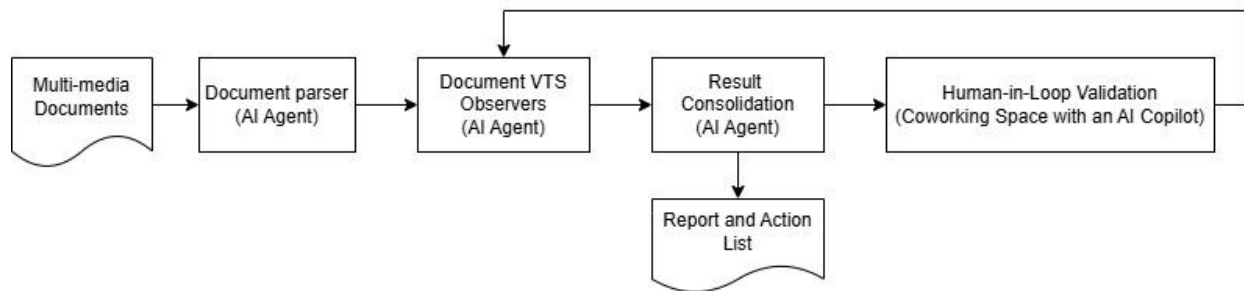 Multi-media
Documents
Document parser
(AI Agent)
Document VTS
Observers
(AI Agent)
Result
Consolidation
(AI Agent)
Human-in-Loop Validation
(Coworking Space with an AI Copilot)
Report and Action
List